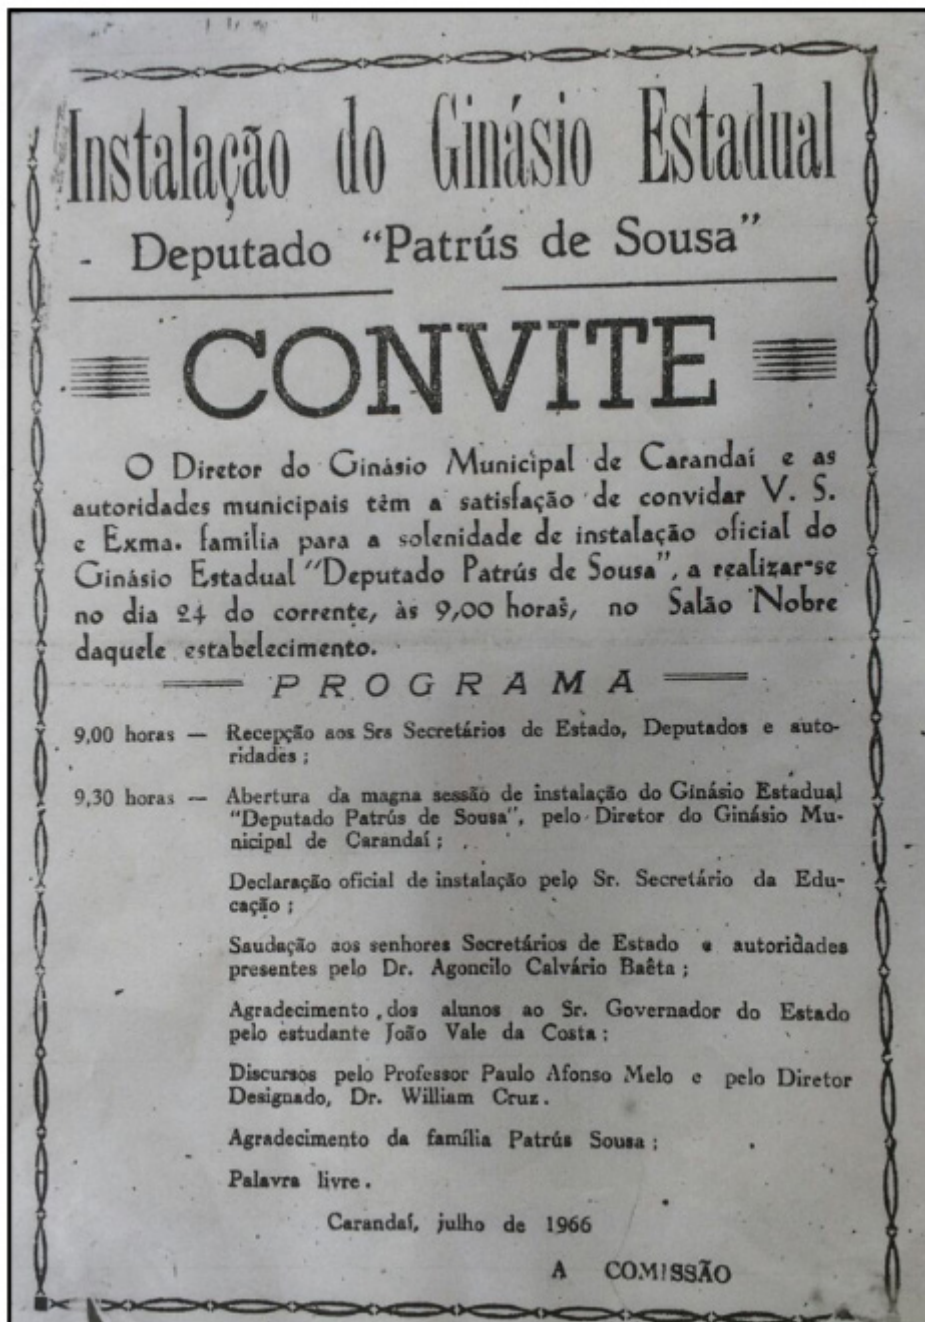 Instalação do Ginásio Estadual
- Deputado “Patrús de Sousa”
CONVITE
O Diretor do Ginásio Municipal de Carandaí e as
autoridades municipais têm a satisfação de convidar V. S.
e Exma. família para a solenidade de instalação oficial do
Ginásio Estadual “Deputado Patrús de Sousa”, a realizar-se
no dia 24 do corrente, às 9,00 horas, no Salão Nobre
daquele estabelecimento.
PROGRAMA
9,00 horas — Recepção aos Srs Secretários de Estado, Deputados e auto-
ridades ;
9,30 horas — Abertura da magna sessão de instalação do Ginásio Estadual
“Deputado Patrús de Sousa”, pelo Diretor do Ginásio Mu-
nicipal de Carandaí ;
Declaração oficial de instalação pelo Sr. Secretário da Edu-
cação ;
Saudação aos senhores Secretários de Estado e autoridades
presentes pelo Dr. Agoncilo Calvário Baêta ;
Agradecimento dos alunos ao Sr. Governador do Estado
pelo estudante João Vale da Costa ;
Discursos pelo Professor Paulo Afonso Melo e pelo Diretor
Designado, Dr. William Cruz .
Agradecimento da família Patrús Sousa ;
Palavra livre .
Carandaí, julho de 1966
A COMISSÃO